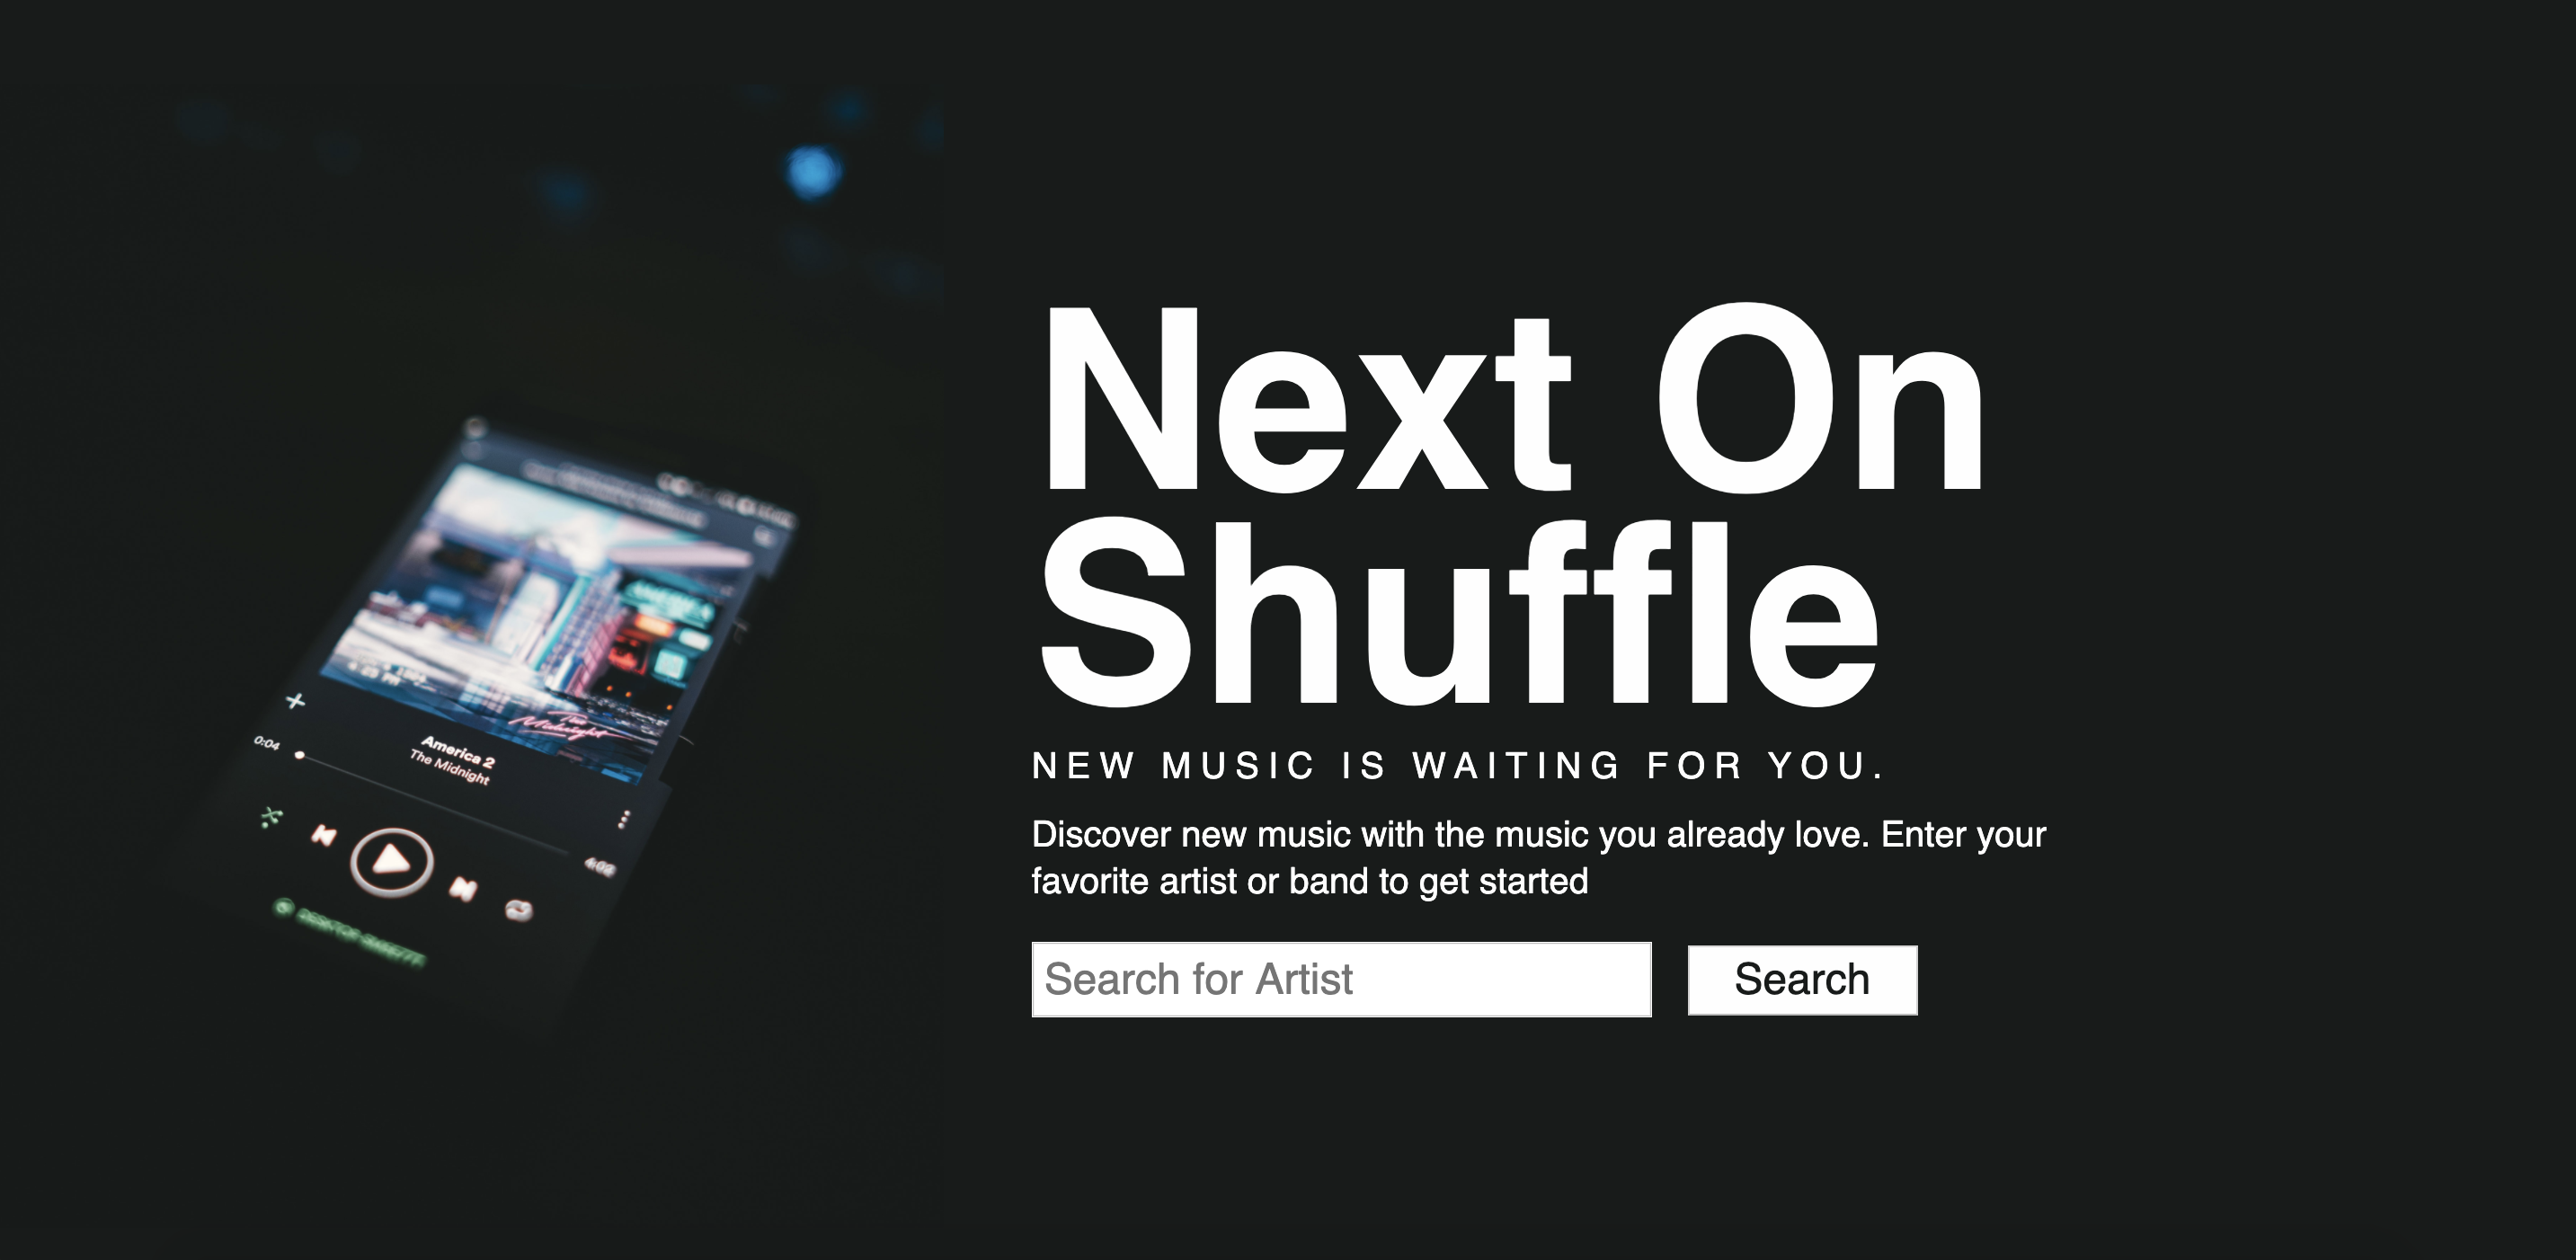 Next On
Shuffle
NEW MUSIC IS WAITING FOR YOU.
Discover new music with the music you already love. Enter your
favorite artist or band to get started
Search for Artist
Search
The
Midnight
America 2
The Midnight
0:04
4:02